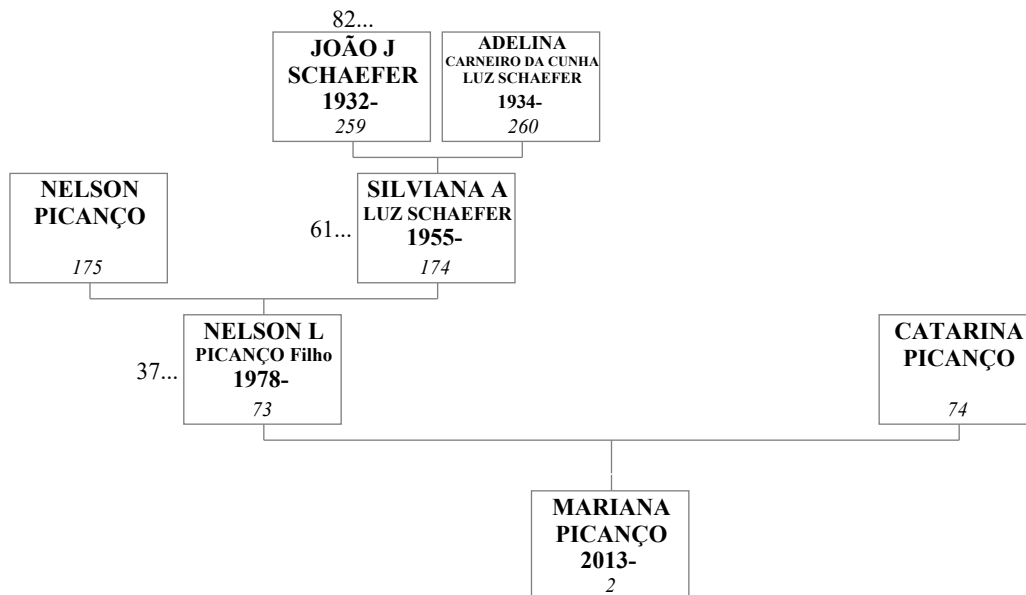 82...
JOÃO J
SCHAEFER
1932-
259
ADELINA
CARNEIRO DA CUNHA
LUZ SCHAEFER
1934-
260
NELSON
PICANÇO
175
61...
SILVIANA A
LUZ SCHAEFER
1955-
174
37...
NELSON L
PICANÇO Filho
1978-
73
CATARINA
PICANÇO
74
MARIANA
PICANÇO
2013-
2